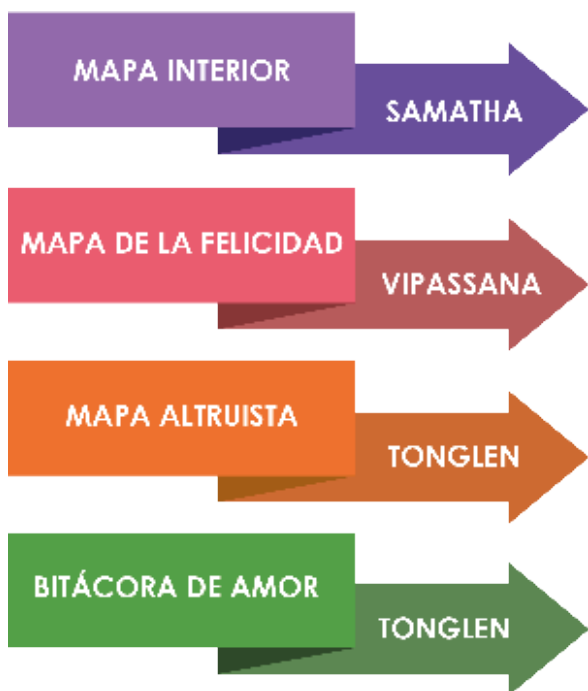 MAPA INTERIOR
SAMATHA
MAPA DE LA FELICIDAD
VIPASSANA
MAPA ALTRUISTA
TONGLEN
BITÁCORA DE AMOR
TONGLEN